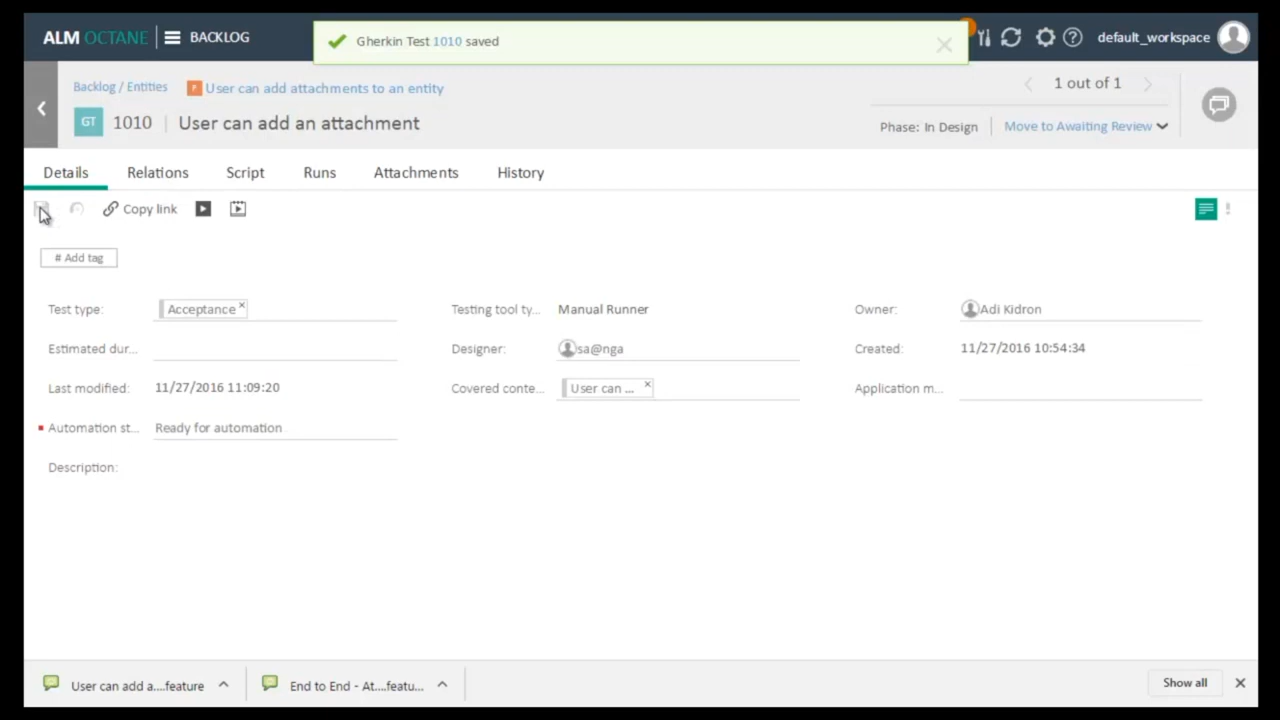 ALM OCTANE BACKLOG
Gherkin Test 1010 saved
default_workspace
Backlog / Entities
F User can add attachments to an entity
1 out of 1
GT 1010 User can add an attachment
Phase: In Design
Move to Awaiting Review
Details Relations Script Runs Attachments History
Copy link
# Add tag
Test type: Acceptance
Testing tool ty... Manual Runner
Owner: Adi Kidron
Estimated dur...
Designer: sa@nga
Created: 11/27/2016 10:54:34
Last modified: 11/27/2016 11:09:20
Covered conte... User can ...
Application m...
Automation st... Ready for automation
Description:
User can add a....feature
End to End - At....featu...
Show all